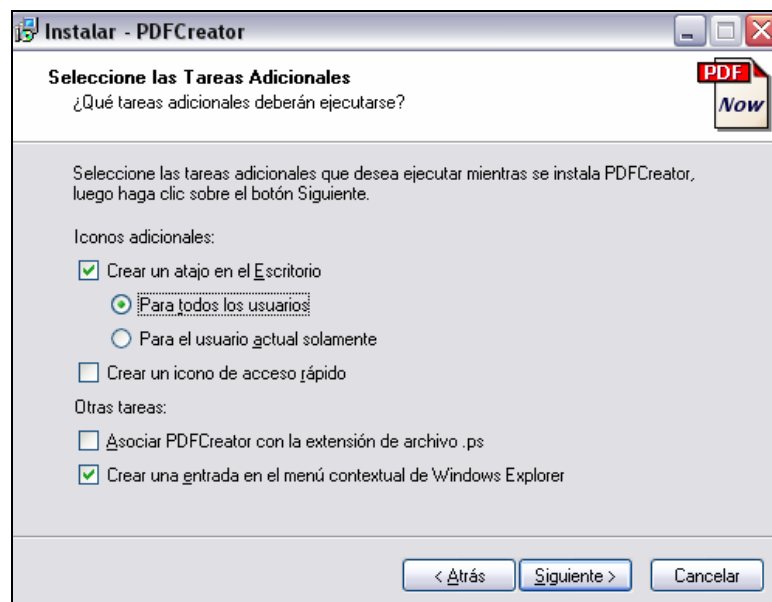 Instalar - PDFCreator
Seleccione las Tareas Adicionales
¿Qué tareas adicionales deberán ejecutarse?
PDF
Now
Seleccione las tareas adicionales que desea ejecutar mientras se instala PDFCreator,
luego haga clic sobre el botón Siguiente.
Iconos adicionales:
Crear un atajo en el Escritorio
Para todos los usuarios
Para el usuario actual solamente
Crear un icono de acceso rápido
Otras tareas:
Asociar PDFCreator con la extensión de archivo .ps
Crear una entrada en el menú contextual de Windows Explorer
< Atrás Siguiente > Cancelar